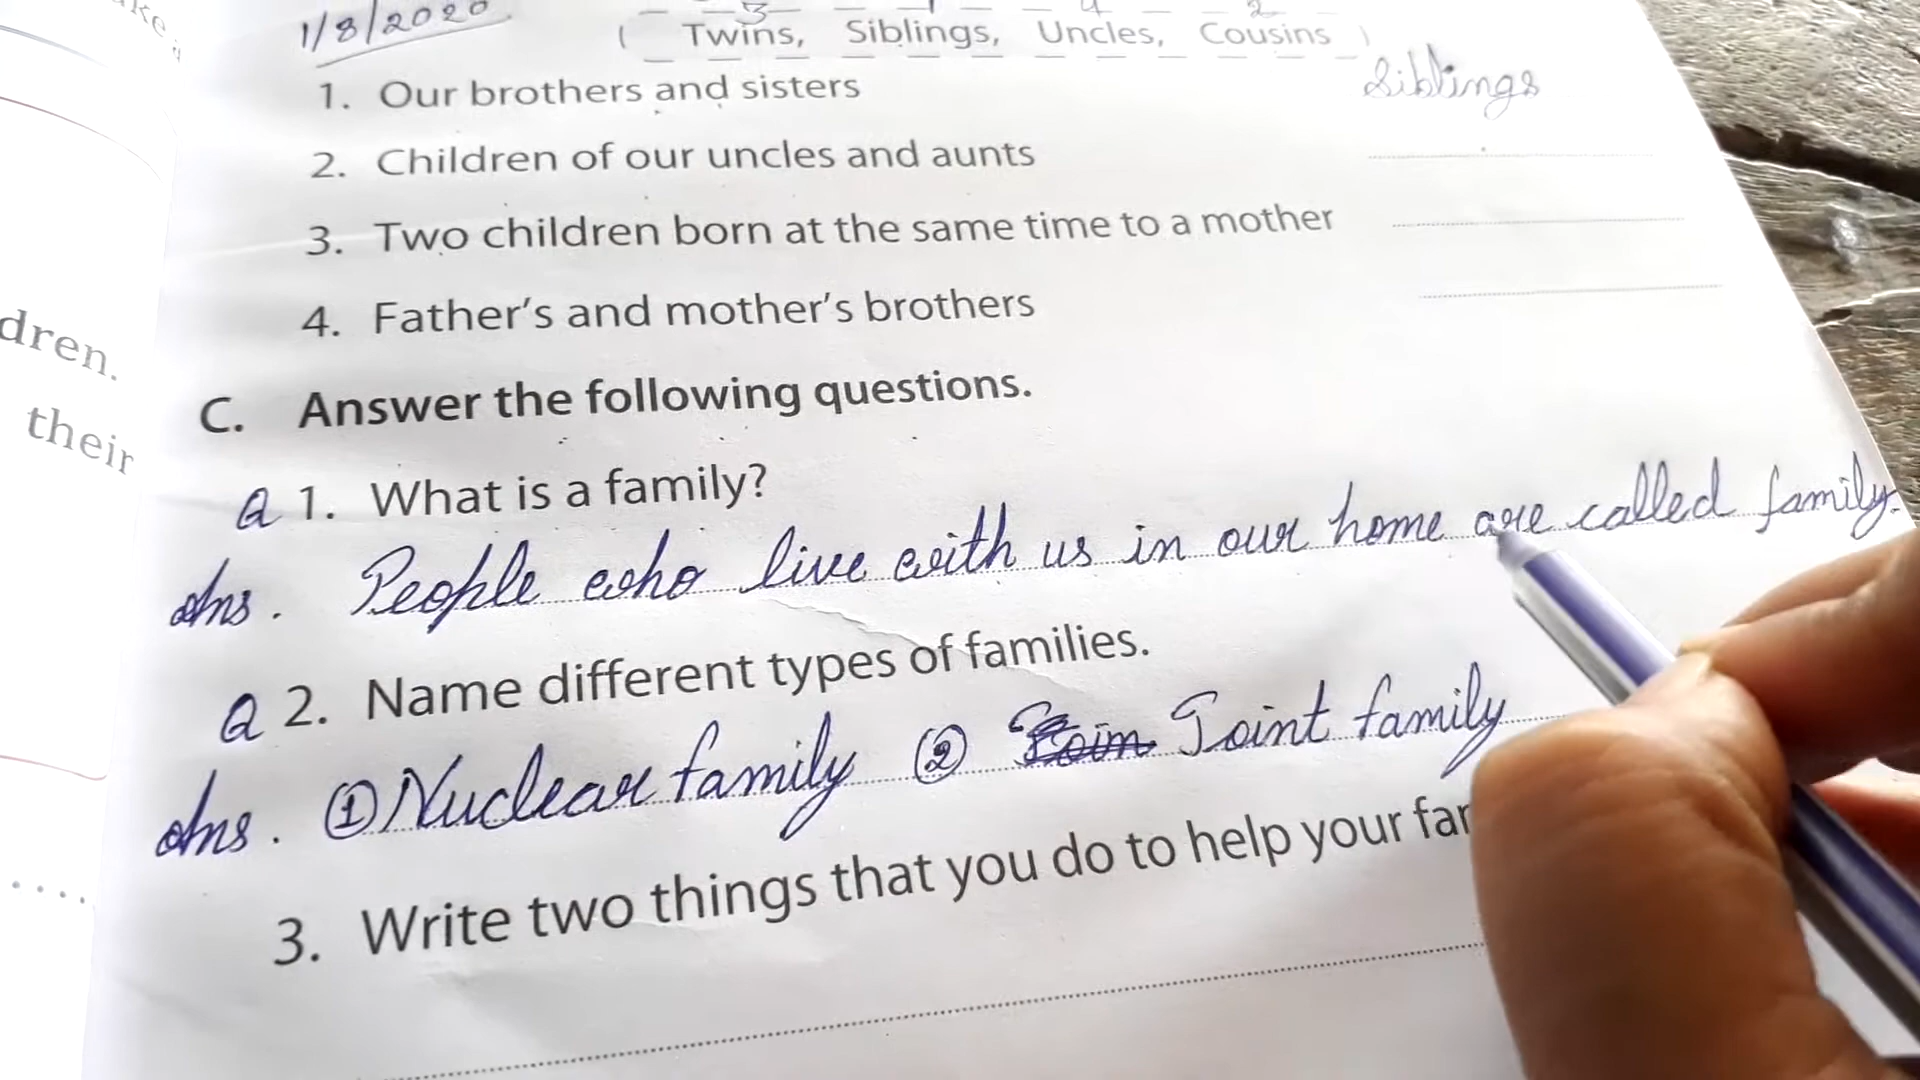 1/8/2020
3 1 4 2
( Twins, Siblings, Uncles, Cousins )
1. Our brothers and sisters Siblings
2. Children of our uncles and aunts
3. Two children born at the same time to a mother
4. Father's and mother's brothers
C. Answer the following questions.
Q 1. What is a family?
Ans. People who live with us in our home are called family.
Q 2. Name different types of families.
Ans. ① Nuclear family ② Joint family
3. Write two things that you do to help your far
dren.
their